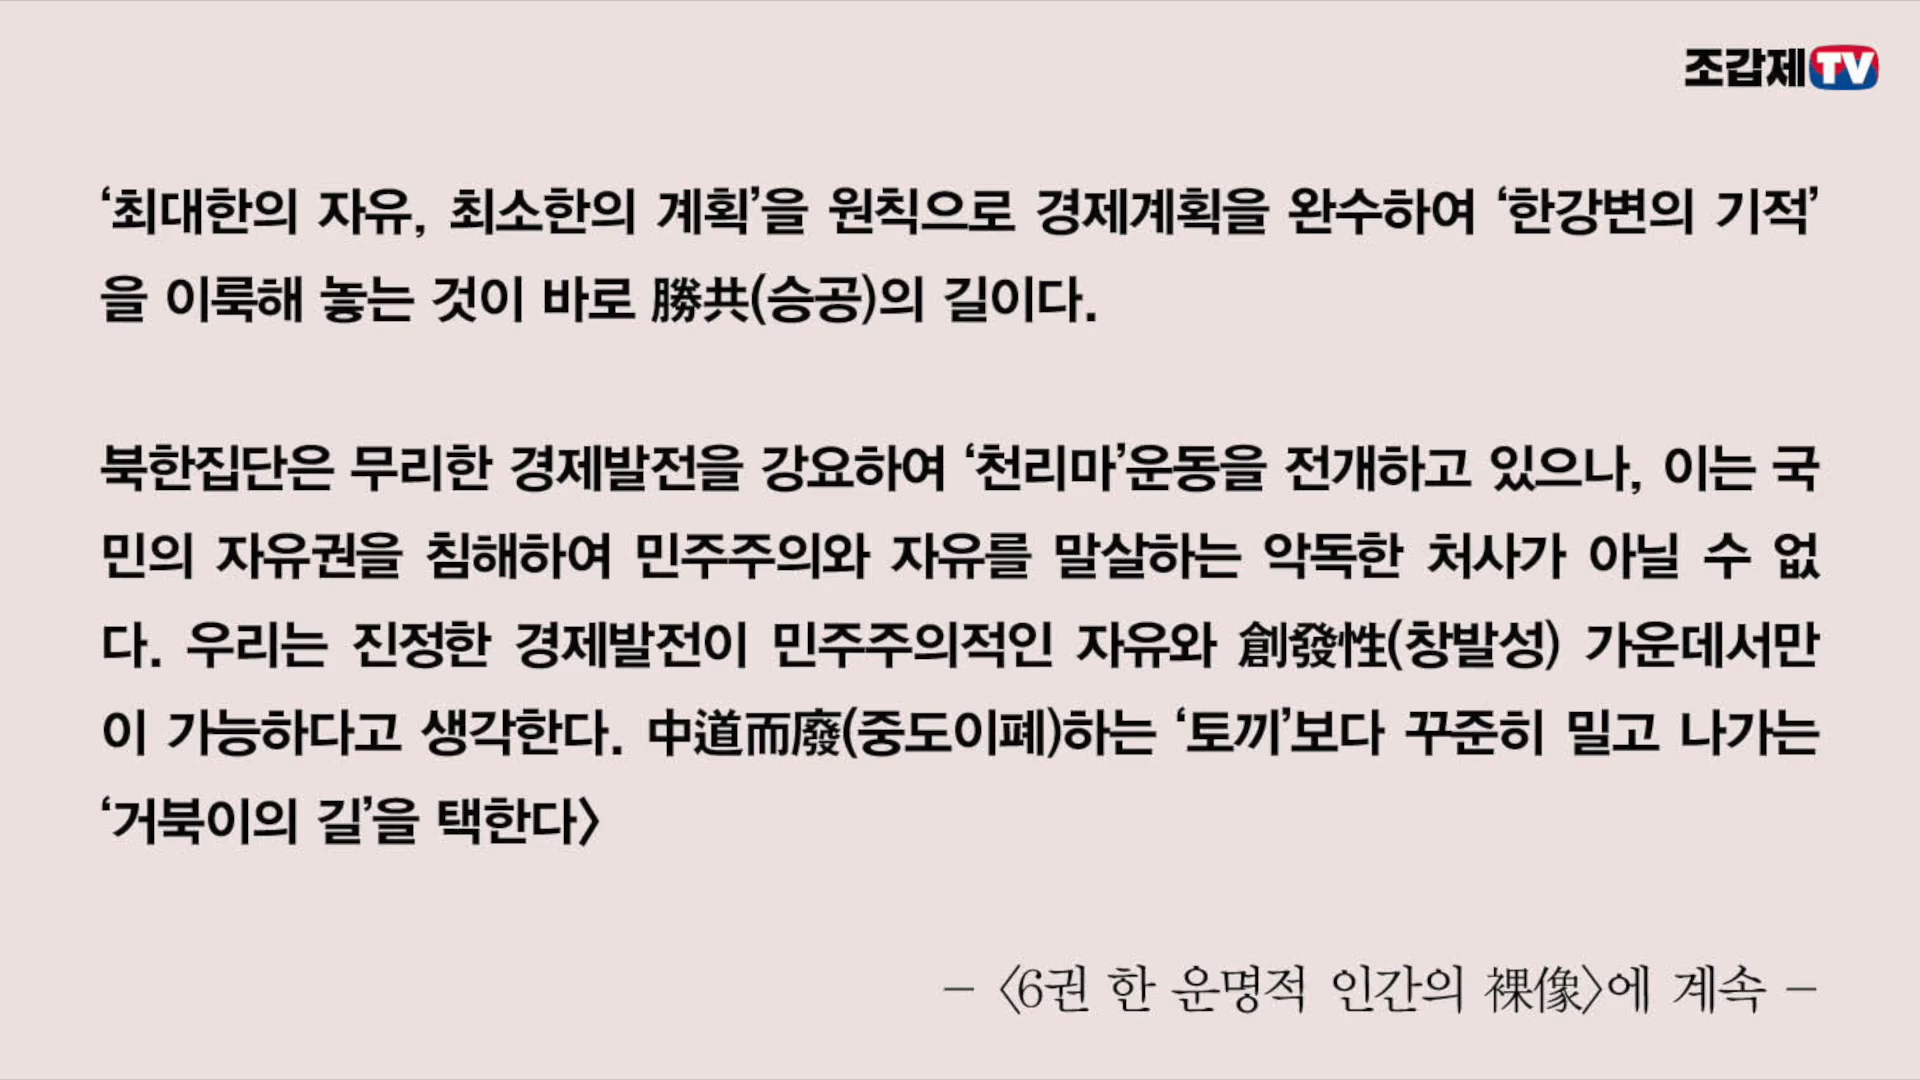 조갑제TV
‘최대한의 자유, 최소한의 계획’을 원칙으로 경제계획을 완수하여 ‘한강변의 기적’
을 이룩해 놓는 것이 바로 勝共(승공)의 길이다.
북한집단은 무리한 경제발전을 강요하여 ‘천리마’운동을 전개하고 있으나, 이는 국
민의 자유권을 침해하여 민주주의와 자유를 말살하는 악독한 처사가 아닐 수 없
다. 우리는 진정한 경제발전이 민주주의적인 자유와 創發性(창발성) 가운데서만
이 가능하다고 생각한다. 中道而廢(중도이폐)하는 ‘토끼’보다 꾸준히 밀고 나가는
‘거북이의 길’을 택한다〉
– 〈6권 한 운명적 인간의 裸像〉에 계속 –